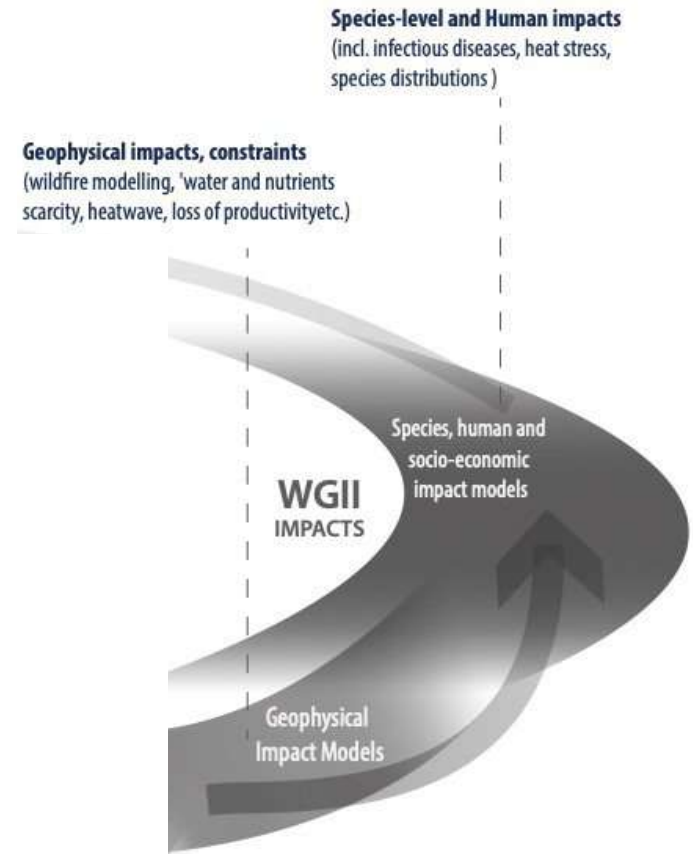 Species-level and Human impacts
(incl. infectious diseases, heat stress,
species distributions )
Geophysical impacts, constraints
(wildfire modelling, 'water and nutrients
scarcity, heatwave, loss of productivityetc.)
Species, human and
socio-economic
impact models
WGII
IMPACTS
Geophysical
Impact Models